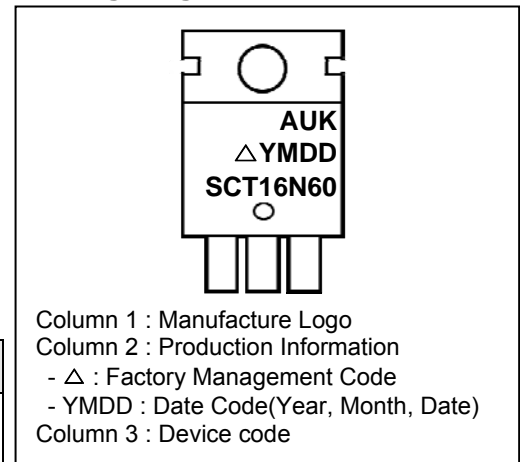 AUK
△YMDD
SCT16N60
Column 1 : Manufacture Logo
Column 2 : Production Information
- △ : Factory Management Code
- YMDD : Date Code(Year, Month, Date)
Column 3 : Device code